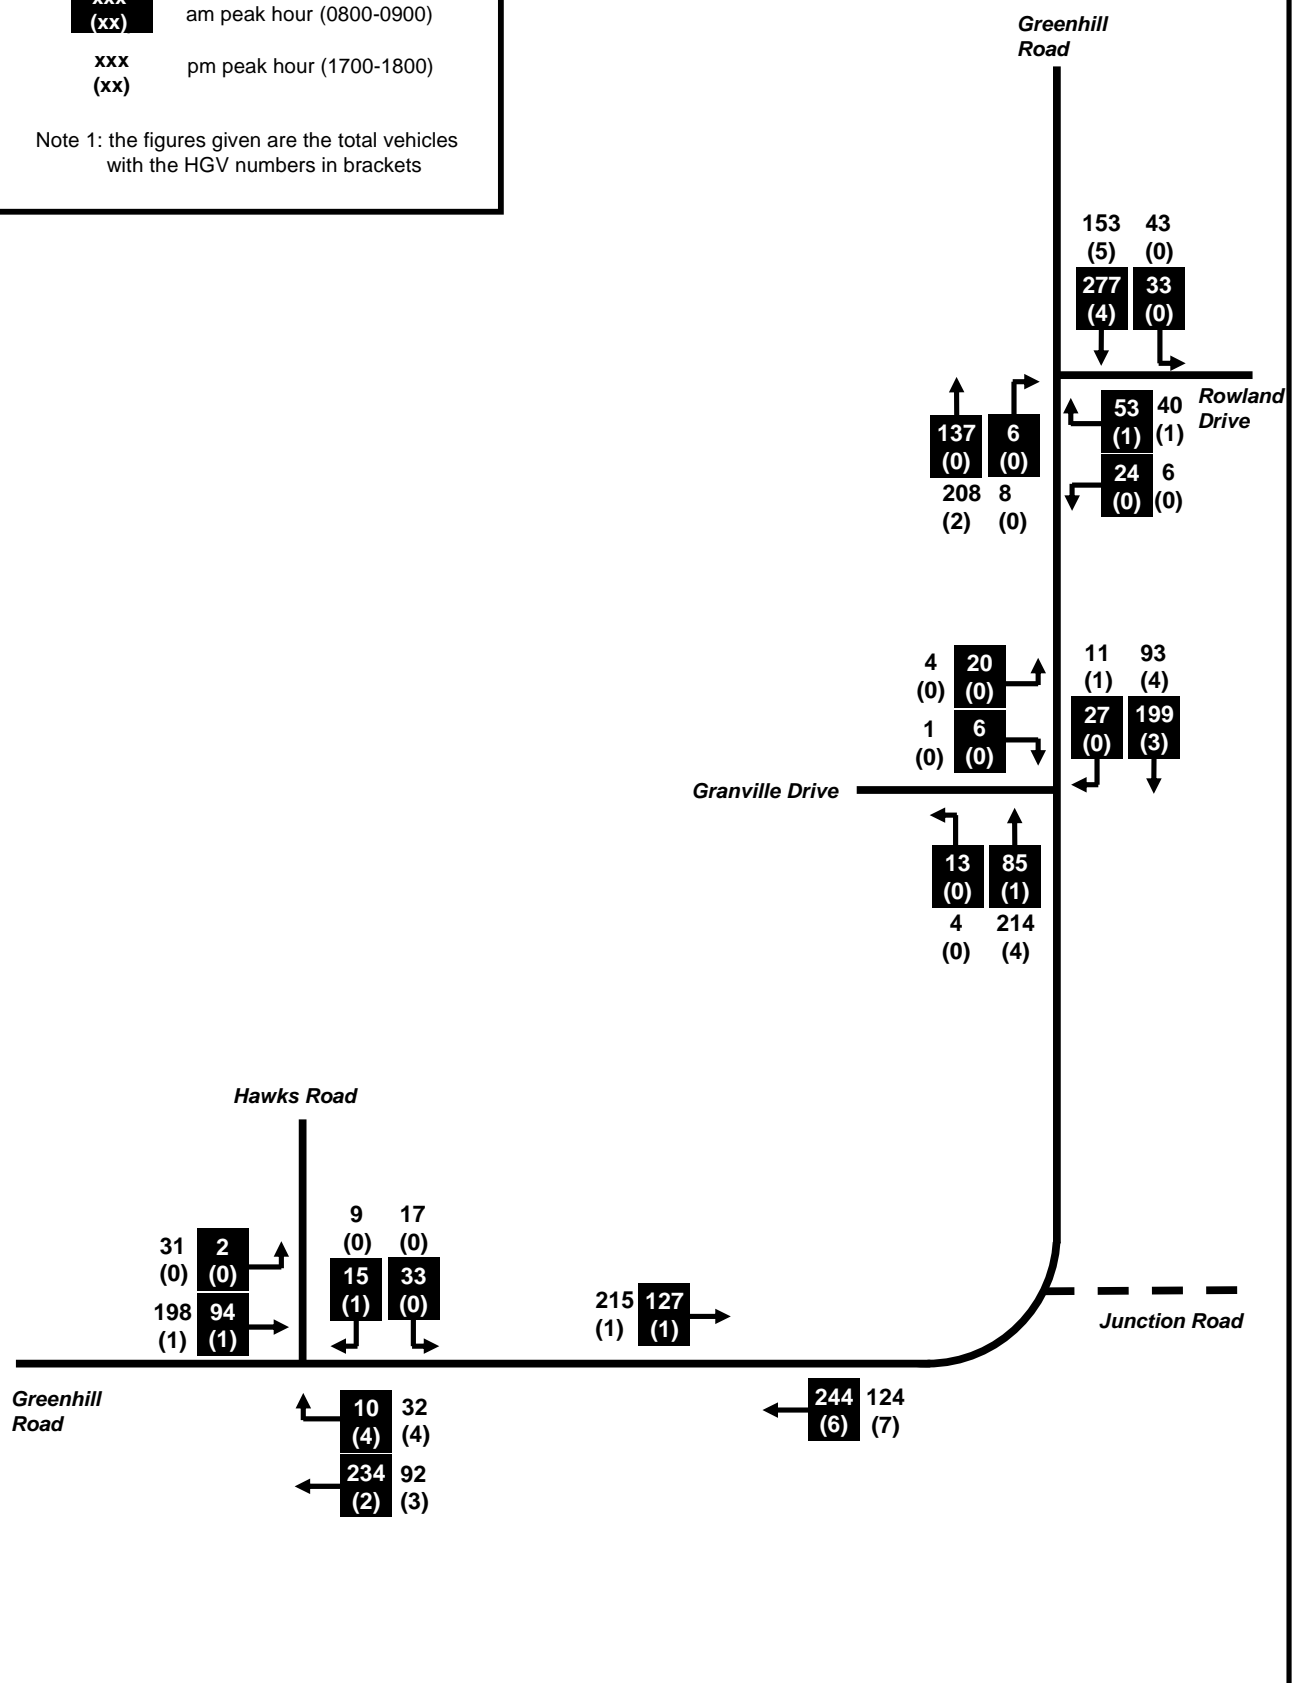 xxx
(xx)
am peak hour (0800-0900)
xxx
(xx)
pm peak hour (1700-1800)
Note 1: the figures given are the total vehicles
with the HGV numbers in brackets
Greenhill
Road
153 43
(5) (0)
277 33
(4) (0)
Rowland
Drive
53 40
(1) (1)
24 6
(0) (0)
137 6
(0) (0)
208 8
(2) (0)
4 20
(0) (0)
1 6
(0) (0)
11 93
(1) (4)
27 199
(0) (3)
Granville Drive
13 85
(0) (1)
4 214
(0) (4)
Hawks Road
31 2
(0) (0)
198 94
(1) (1)
9 17
(0) (0)
15 33
(1) (0)
215 127
(1) (1)
Junction Road
Greenhill
Road
10 32
(4) (4)
234 92
(2) (3)
244 124
(6) (7)